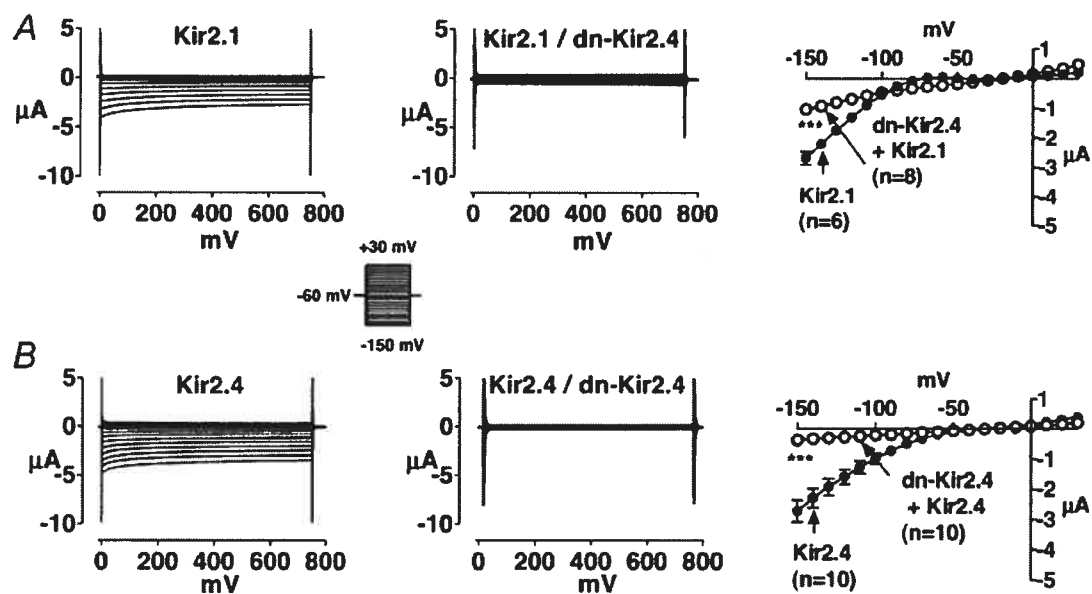 A
Kir2.1
5
0
-5
-10
µA
0 200 400 600 800
mV
Kir2.1 / dn-Kir2.4
5
0
-5
-10
µA
0 200 400 600 800
mV
mV
-150 -100 -50
1
-1
-2
-3
-4
-5
µA
***
dn-Kir2.4
+ Kir2.1
(n=8)
Kir2.1
(n=6)
+30 mV
-60 mV
-150 mV
B
Kir2.4
5
0
-5
-10
µA
0 200 400 600 800
mV
Kir2.4 / dn-Kir2.4
5
0
-5
-10
µA
0 200 400 600 800
mV
mV
-150 -100 -50
1
-1
-2
-3
-4
-5
µA
***
dn-Kir2.4
+ Kir2.4
(n=10)
Kir2.4
(n=10)